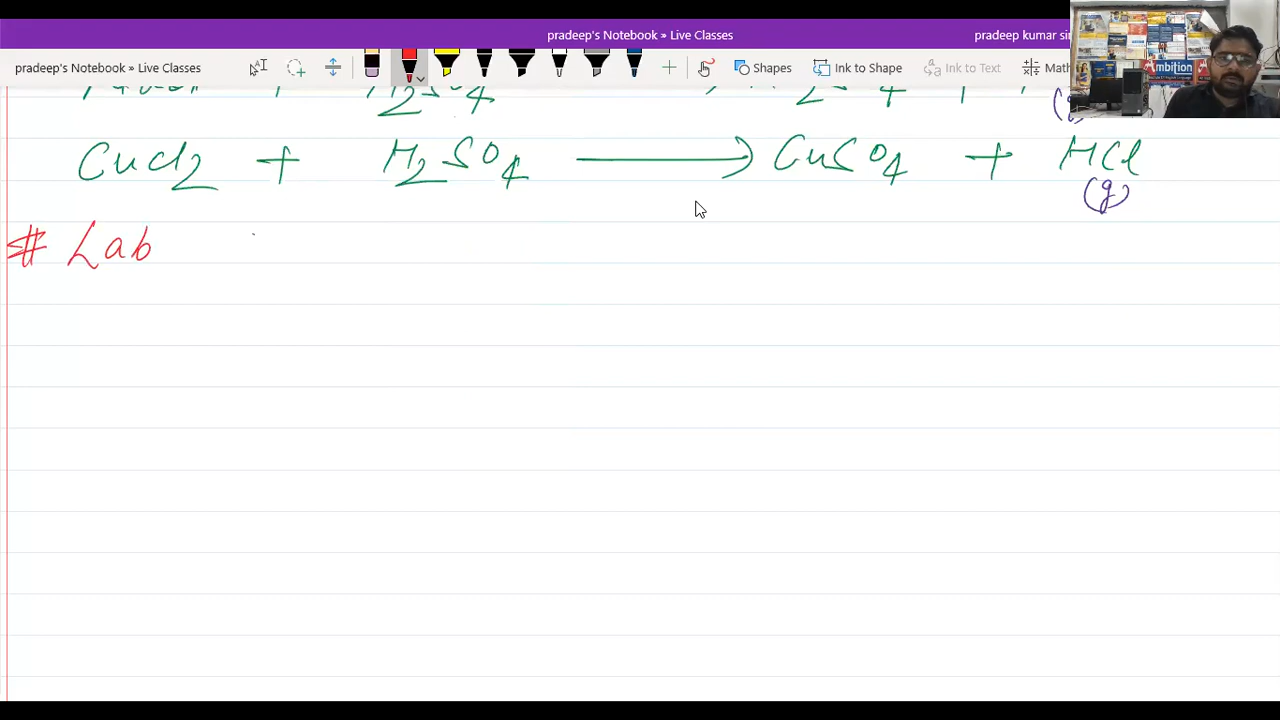 pradeep's Notebook » Live Classes
pradeep kumar si
pradeep's Notebook » Live Classes Shapes Ink to Shape Ink to Text Math
Ambition
CuCl2 + H2SO4 → CuSO4 + HCl
(g)
# Lab